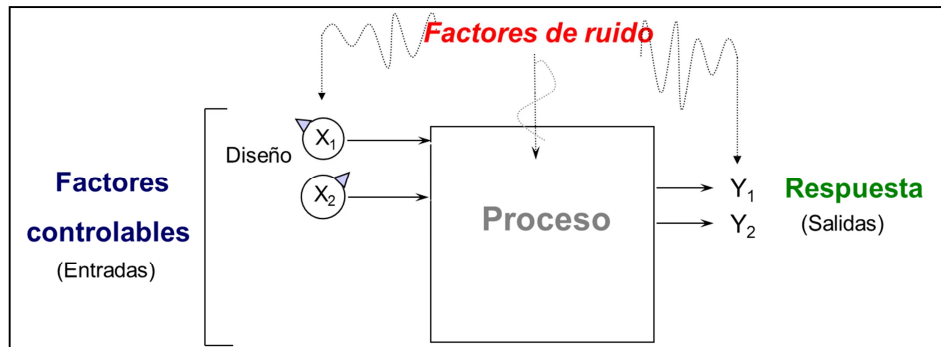 Factores de ruido
Diseño
X1
X2
Factores
controlables
(Entradas)
Proceso
Y1
Y2
Respuesta
(Salidas)